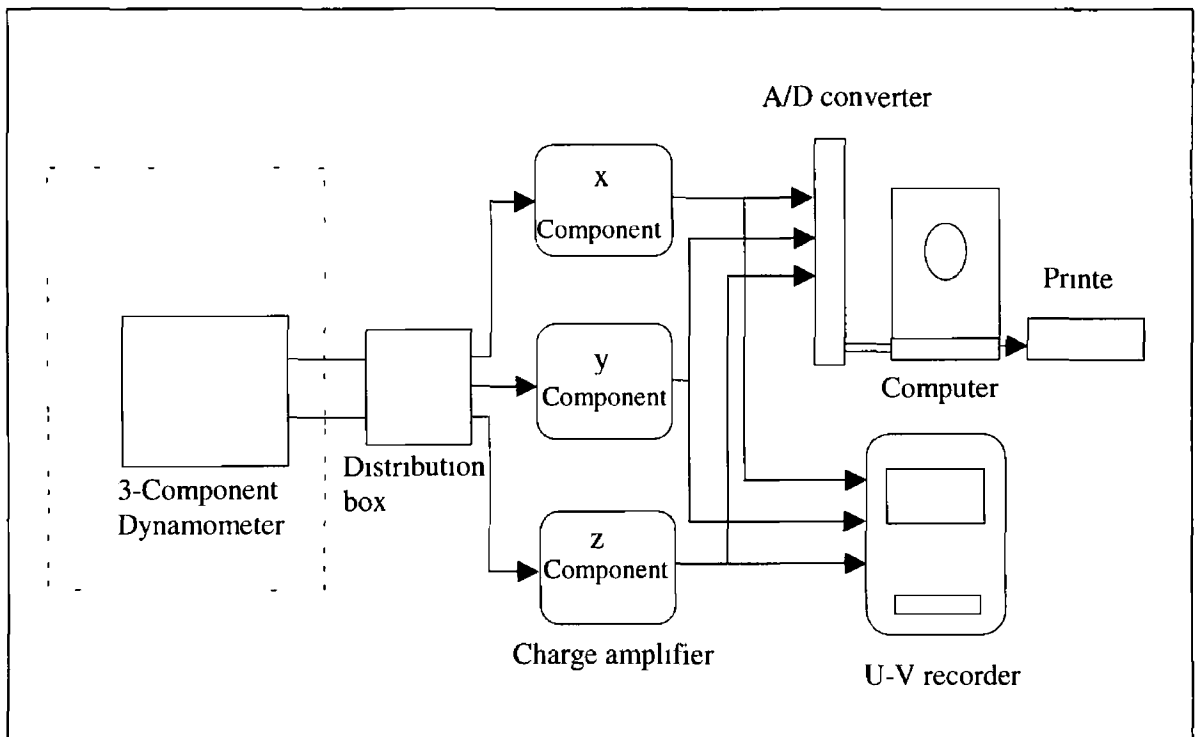 A/D converter
x
Component
Printe
y
Component
Computer
3-Component
Dynamometer
Distribution
box
z
Component
Charge amplifier
U-V recorder